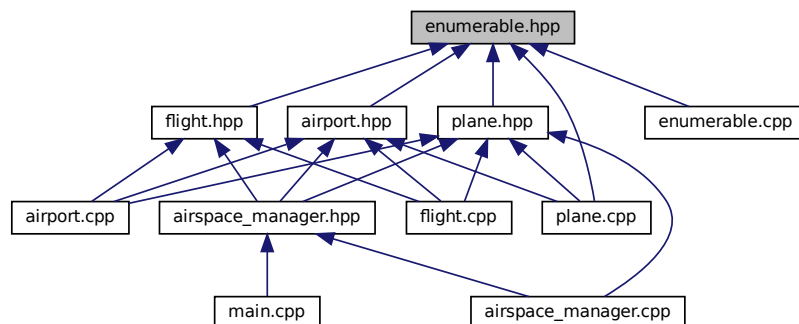 enumerable.hpp
flight.hpp
airport.hpp
plane.hpp
enumerable.cpp
airport.cpp
airspace_manager.hpp
flight.cpp
plane.cpp
main.cpp
airspace_manager.cpp